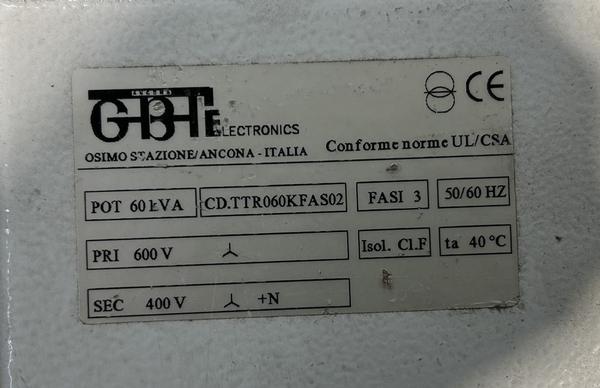 GBTE ELECTRONICS
OSIMO STAZIONE/ANCONA - ITALIA
Conforme norme UL/CSA
CE
POT 60 kVA
CD.TTR060KFAS02
FASI 3
50/60 HZ
PRI 600 V
Isol. Cl.F
ta 40°C
SEC 400 V +N